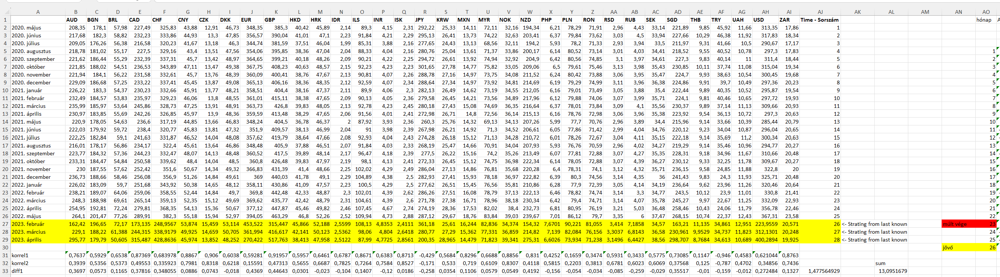 A B C D E F G H I J K L M N O P Q R S T U V W X Y Z AA AB AC AD AE AF AG AH AI AJ AK AL AM AN AO
1 AUD BGN BRL CAD CHF CNY CZK DKK EUR GBP HKD HRK IDR ILS INR ISK JPY KRW MXN MYR NOK NZD PHP PLN RON RSD RUB SEK SGD THB TRY UAH USD ZAR Time - Sorszám hónap
2 2020. május 208,35 178,1 57,98 227,49 325,83 43,88 12,91 46,73 348,35 385,3 40,42 45,89 2,14 89,3 4,15 2,31 292,22 25,33 14,11 72,11 32,16 194,34 6,21 78,29 71,91 2,96 4,43 33,14 221,89 9,85 45,92 11,66 313,35 17,86 1
3 2020. június 217,68 182,3 58,82 232,23 333,86 44,93 13,3 47,85 356,57 390,04 41,01 47,1 2,23 91,84 4,21 2,29 295,13 26,41 13,73 74,22 32,63 203,41 6,37 79,84 73,62 3,03 4,5 33,94 227,66 10,29 46,38 11,92 317,83 18,34 2
4 2020. július 209,05 176,26 56,38 216,58 320,23 41,67 13,18 46,3 344,74 381,59 37,51 46,04 1,99 85,31 3,88 2,16 277,65 24,43 13,13 68,56 32,11 194,2 5,93 78,2 71,33 2,93 3,94 33,5 211,97 9,31 41,66 10,5 290,67 17,17 3
5 2020. augusztus 218,78 181,02 55,17 227,5 329,16 43,4 13,51 47,56 354,06 395,85 38,36 47,04 2,04 88,33 4,04 2,16 280,76 25,04 13,61 71,37 33,86 200,17 6,14 80,52 73,14 3,01 4,03 34,41 218,52 9,55 40,52 10,78 297,3 17,83 4 1
6 2020. szeptember 221,62 186,44 55,29 232,39 337,31 45,7 13,42 48,97 364,65 399,21 40,18 48,26 2,09 90,21 4,22 2,25 294,72 26,61 13,92 74,94 32,92 204,9 6,42 80,56 74,85 3,1 3,97 34,61 227,3 9,83 40,14 11 311,4 18,44 5 2
7 2020. október 221,85 188,02 54,51 236,53 343,89 47,11 13,47 49,38 367,75 408,23 40,63 48,57 2,15 92,23 4,23 2,23 301,65 27,78 14,77 75,82 33,05 209,06 6,5 79,61 75,46 3,13 3,98 35,43 230,85 10,11 37,74 11,08 315,04 19,34 6 3
8 2020. november 221,94 184,1 56,22 231,58 332,61 45,7 13,76 48,39 360,09 400,41 38,76 47,67 2,13 90,81 4,07 2,26 288,78 27,16 14,97 73,75 34,08 211,52 6,24 80,42 73,88 3,06 3,95 35,47 224,7 9,93 38,63 10,54 300,45 19,68 7 4
9 2020. december 229,09 186,68 57,25 233,22 337,41 45,45 13,87 49,08 365,13 406,16 38,36 48,35 2,12 92,59 4,07 2,34 288,64 27,34 14,97 73,92 34,81 214,69 6,19 79,29 74,99 3,11 3,96 36,38 224,86 9,91 39,7 10,49 297,36 20,23 8 5
10 2021. január 226,22 183,3 54,37 230,23 332,66 45,91 13,77 48,21 358,51 404,4 38,16 47,37 2,11 89,9 4,06 2,3 282,13 26,49 14,62 73,19 34,55 212,05 6,16 79,01 73,49 3,05 3,88 35,4 222,44 9,89 40,35 10,52 295,87 19,54 9 6
11 2021. február 232,49 184,57 53,83 235,97 329,23 46,06 13,8 48,55 361,01 415,11 38,38 47,65 2,09 90,13 4,05 2,36 279,58 26,45 14,21 73,56 34,89 217,96 6,12 79,88 74,06 3,07 3,99 35,71 224,1 9,81 40,46 10,65 297,72 19,93 10 7
12 2021. március 235,99 185,97 53,64 245,86 328,73 47,25 13,91 48,91 363,73 426,8 39,83 48,05 2,13 92,78 4,23 2,45 280,18 27,43 15,08 74,69 36,35 216,64 6,37 78,01 73,84 3,09 4,1 35,56 230,37 9,89 37,14 11,13 309,66 20,93 11 8
13 2021. április 230,97 183,85 55,69 242,26 326,85 45,97 13,9 48,36 359,59 413,48 38,29 47,65 2,06 91,56 4,01 2,41 272,98 26,71 14,8 72,56 36,14 215,13 6,16 78,76 72,98 3,06 3,96 35,38 223,92 9,54 36,13 10,72 297,3 20,63 12 9
14 2021. május 220,9 178,05 54,63 236,6 317,19 44,85 13,66 46,83 348,24 404,5 36,78 46,37 2 87,92 3,93 2,36 260,3 25,76 14,32 69,13 34,13 207,26 5,99 77,7 70,76 2,96 3,89 34,4 215,96 9,14 33,66 10,39 285,44 20,79 13 10
15 2021. június 222,03 179,92 59,72 238,4 320,77 45,83 13,81 47,32 351,9 409,57 38,13 46,99 2,04 91 3,98 2,39 267,98 26,21 14,92 71,3 34,52 206,61 6,05 77,86 71,42 2,99 4,04 34,76 220,12 9,23 34,04 10,87 296,04 20,65 14 11
16 2021. július 222,25 182,84 59,1 241,63 331,87 46,52 14,04 48,08 357,62 419,79 38,64 47,66 2,08 92,93 4,04 2,43 274,28 26,18 15,12 71,13 34,28 210,72 6,01 78,26 72,67 3,04 4,11 35,15 222,18 9,14 35,69 11,2 300,34 20,63 15 12
17 2021. augusztus 216,01 178,17 56,86 234,17 322,4 45,61 13,64 46,86 348,48 405,9 37,88 46,51 2,07 91,84 4,03 2,33 268,19 25,47 14,66 70,91 34,04 207,93 5,93 76,76 70,59 2,96 4,02 34,27 219,29 9,14 35,46 10,96 294,77 20,27 16 13
18 2021. szeptember 223,77 184,32 57,36 244,23 332,47 48,07 14,13 48,48 360,52 417,5 39,89 48,14 2,17 96,47 4,18 2,39 277,5 26,22 15,16 74,2 35,26 213,49 6,07 77,81 72,88 3,07 4,27 35,35 228,31 9,18 34,96 11,67 310,66 20,48 17 14
19 2021. október 233,31 184,47 54,84 250,58 339,62 48,4 14,04 48,5 360,8 426,48 39,83 47,97 2,19 98,1 4,13 2,41 272,33 26,45 15,12 74,75 36,98 222,34 6,14 78,05 72,88 3,07 4,39 36,27 230,12 9,33 32,25 11,78 309,67 20,27 18 15
20 2021. november 230 187,55 57,62 252,42 351,6 50,67 14,34 49,32 366,83 431,39 41,4 48,66 2,25 102,02 4,29 2,49 286,04 27,13 14,86 76,81 35,68 220,28 6,4 78,31 74,1 3,12 4,32 35,71 236,15 9,58 24,85 11,88 322,8 20 19 16
21 2021. december 236,73 188,66 58,46 256,08 356,9 51,26 14,84 49,61 369 440,03 41,78 49,1 2,29 104,89 4,38 2,5 282,93 27,41 15,93 78,18 36,97 222,82 6,39 80,3 74,56 3,14 4,35 36 241,43 9,83 24,3 11,93 325,71 20,48 20 17
22 2022. január 226,02 183,09 59,7 251,68 343,92 50,38 14,65 48,12 358,11 430,86 41,09 47,57 2,23 100,5 4,29 2,5 277,62 26,51 15,45 76,56 35,81 210,86 6,28 77,9 72,39 3,05 4,14 34,19 236,64 9,62 23,96 11,26 320,46 20,64 21 18
23 2022. február 238,21 189,07 64,06 259,06 358,55 52,44 14,84 49,7 369,8 442,48 42,33 48,87 2,3 102,01 4,39 2,62 286,26 27,51 16,08 78,79 37,13 222,13 6,46 78,82 74,74 3,14 3,3 34,77 243,5 10,12 23,9 11,01 330,8 21,41 22 19
24 2022. március 248,3 188,98 69,61 265,14 359,13 52,35 15,12 49,69 369,62 435,77 42,42 48,79 2,31 104,61 4,39 2,6 271,78 27,38 16,71 78,96 38,18 230,34 6,42 79,4 74,71 3,14 4,07 35,78 245,27 9,97 22,67 11,25 332,09 22,93 23 20
25 2022. április 254,95 192,81 72,24 279,81 368,35 54,13 15,36 50,67 377,12 447,87 45,46 49,82 2,46 107,45 4,67 2,74 274,19 28,36 17,53 82,02 38,4 232,73 6,81 80,95 76,19 3,21 5,03 36,48 258,46 10,43 24,06 11,79 356,78 22,46 24 21
26 2022. május 264,1 201,47 77,26 289,91 382,3 55,18 15,94 52,97 394,05 463,29 46,8 52,26 2,52 109,94 4,73 2,88 287,12 29,67 18,76 83,84 39,03 239,67 7,01 86,12 79,7 3,35 6 37,47 268,15 10,74 22,37 12,43 367,31 23,58 25 22
27 2023. február 162,42 196,65 72,17 173,135 248,9567 53,874 15,459 53,114 453,522 315,447 45,866 52,188 2,5599 108,13 4,8353 2,4111 361,18 25,61 16,244 82,836 34,374 154,32 7,6701 90,221 81,055 3,414 7,1858 34,57 163,21 11,135 34,861 12,951 223,9559 20,571 26 <- Strating from last known múlt vége 23
28 2023. március 229,1 188,22 61,388 244,315 338,9179 49,925 14,659 50,705 361,994 416,617 42,141 50,123 2,5362 98,06 4,804 2,6418 280,77 27,29 15,362 77,331 36,859 214,82 7,139 82,084 76,156 3,3037 6,8143 36,58 230,961 9,9529 34,737 11,823 312,1301 20,248 27 <- Strating from last known 24
29 2023. április 295,77 179,79 50,605 315,487 428,8636 45,974 13,852 48,252 270,422 517,763 38,413 47,958 2,5122 87,99 4,7725 2,8561 200,35 28,965 14,479 71,823 39,341 275,31 6,6026 73,934 71,238 3,1496 6,4427 38,56 298,707 8,7684 34,613 10,689 400,2894 19,925 28 <- Strating from last known 25
30 jövő 26
31 korrel1 0,7637 0,5929 0,6538 0,87369 0,683978 0,8867 0,906 0,6038 0,59281 0,91957 0,5957 0,6461 0,6787 0,8671 0,6383 0,8713 -0,429 0,5684 0,8296 0,6688 0,8856 0,831 0,4252 0,1659 0,3474 0,5931 0,3433 0,5775 0,73085 0,1147 -0,946 0,4583 0,621044 0,8763
32 korrel2 0,3939 0,5356 0,5373 0,49553 0,335923 0,7981 0,8318 0,6218 0,15591 0,47313 0,5655 0,6687 0,7825 0,7264 0,7584 0,8527 -0,171 0,533 0,719 0,6109 0,8307 0,4118 0,5815 0,2203 0,3813 0,6781 0,6023 0,6069 0,37568 0,125 -0,787 0,4702 0,34856 0,7436 sum
33 diff1 0,3697 0,0573 0,1165 0,37816 0,348055 0,0886 0,0743 -0,018 0,4369 0,44643 0,0301 -0,023 -0,104 0,1407 -0,12 0,0186 -0,258 0,0354 0,1106 0,0579 0,0549 0,4192 -0,156 -0,054 -0,034 -0,085 -0,259 -0,029 0,35517 -0,01 -0,159 -0,012 0,272484 0,1327 1,477564929 13,0951679